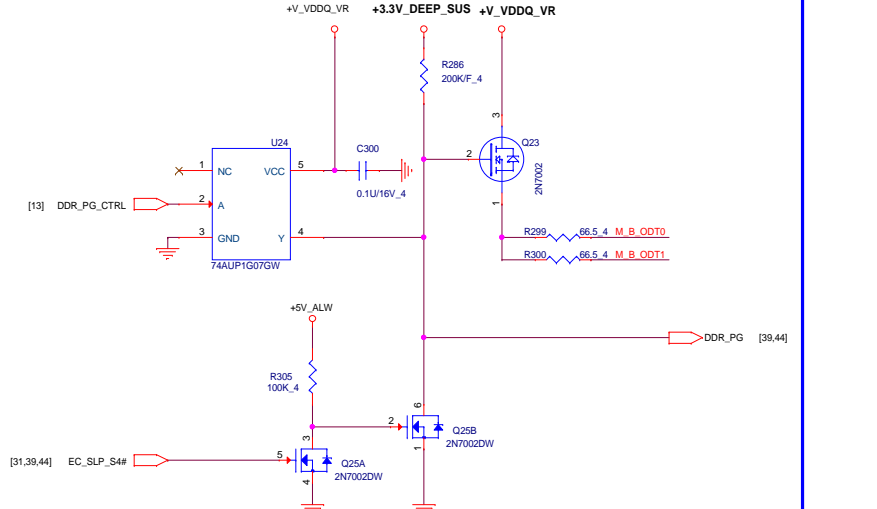 +V_VDDQ_VR +3.3V_DEEP_SUS +V_VDDQ_VR
R286
200K/F_4
3
U24 C300 Q23
2
2N7002
1 NC VCC 5
0.1U/16V_4
[13] DDR_PG_CTRL 2 A
1
3 GND Y 4 R299 66.5_4 M_B_ODT0
R300 66.5_4 M_B_ODT1
74AUP1G07GW
+5V_ALW
DDR_PG [39,44]
R305
100K_4
6
2
Q25B
2N7002DW
3 1
[31,39,44] EC_SLP_S4# 5
Q25A
2N7002DW
4